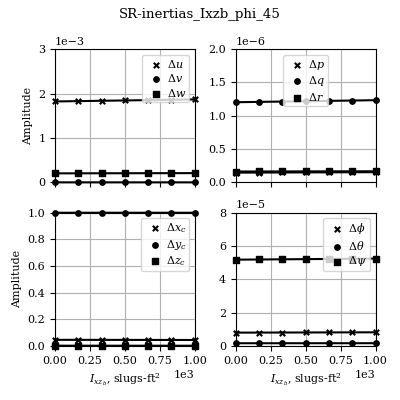 SR-inertias_Ixzb_phi_45
1e−3
3
2
1
0
Amplitude
Δu
Δv
Δw
1e−6
2.0
1.5
1.0
0.5
0.0
Δp
Δq
Δr
1.0
0.8
0.6
0.4
0.2
0.0
Amplitude
Δx_c
Δy_c
Δz_c
0.00 0.25 0.50 0.75 1.00
1e3
I_{xz_b}, slugs-ft²
1e−5
8
6
4
2
0
Δϕ
Δθ
Δψ
0.00 0.25 0.50 0.75 1.00
1e3
I_{xz_b}, slugs-ft²